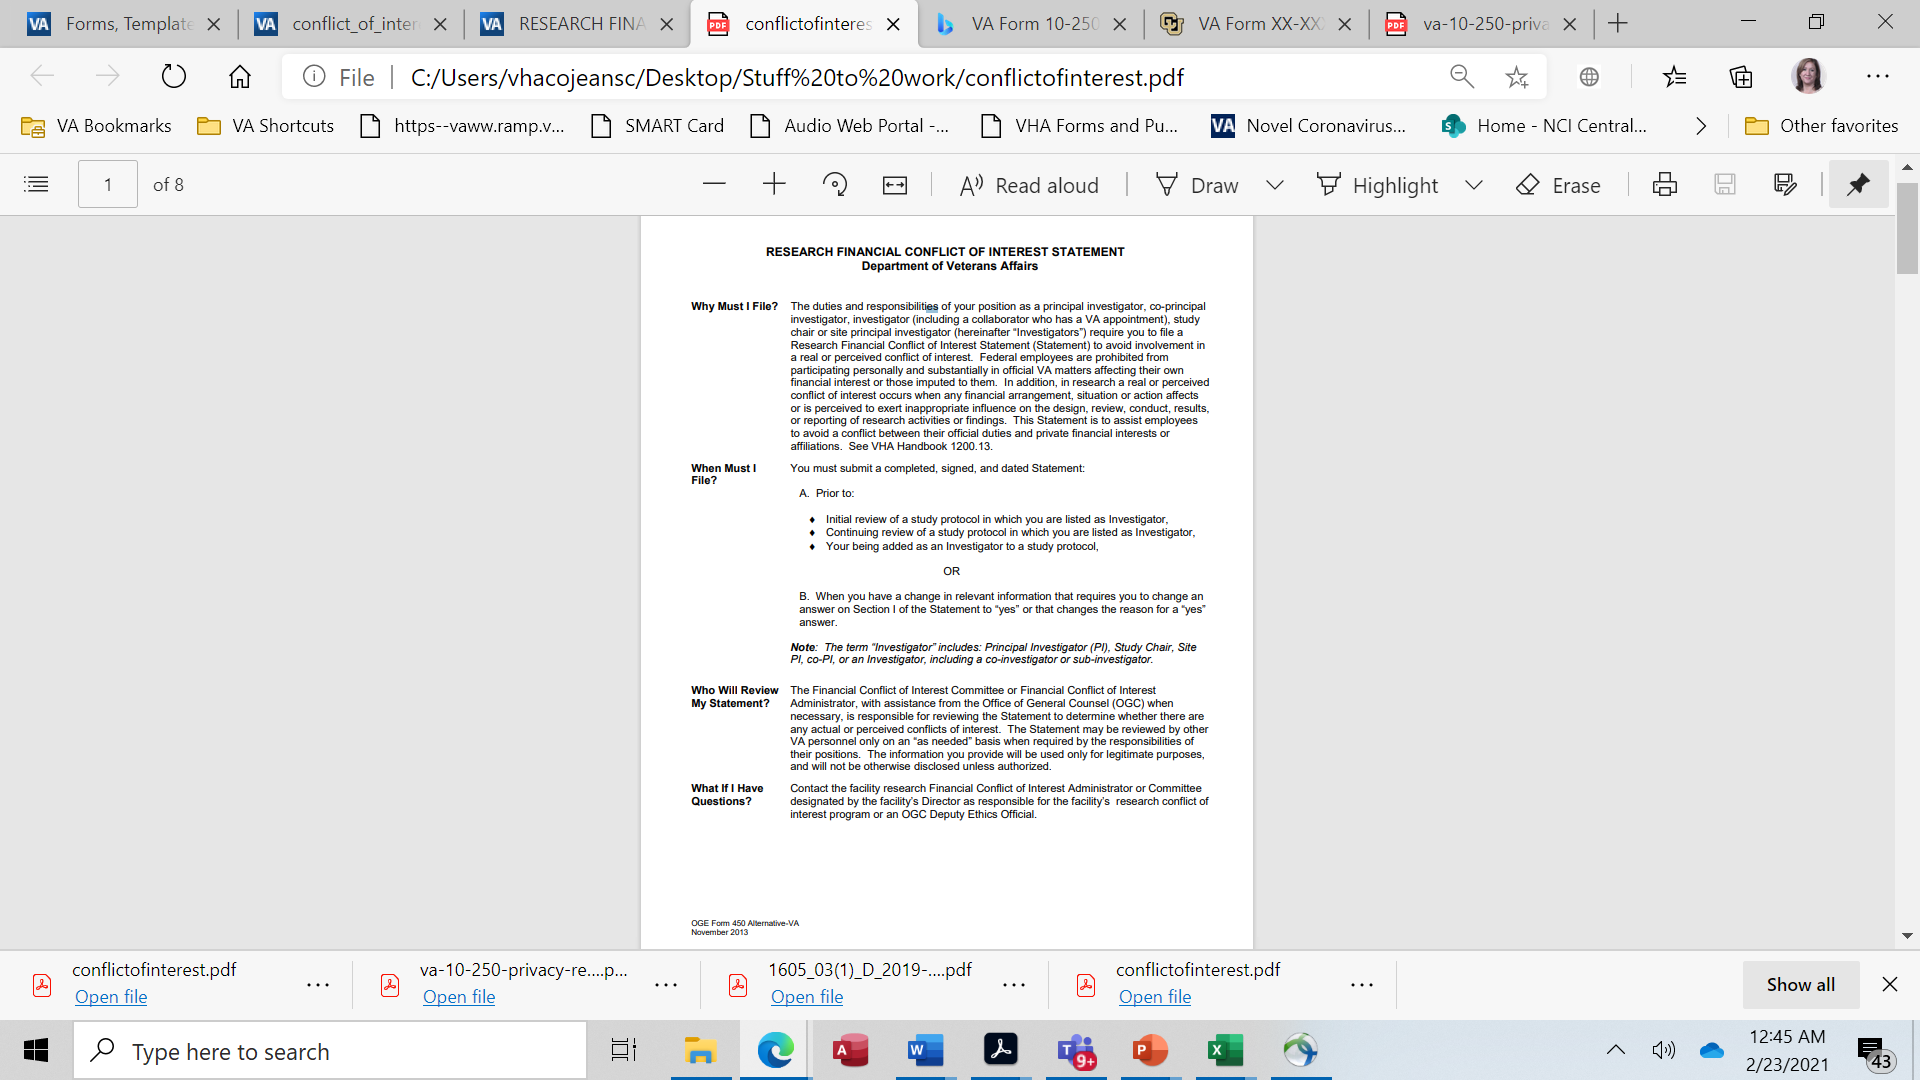 VA Forms, Template
VA conflict_of_inter
VA RESEARCH FINA
PDF conflictofinteres
VA Form 10-250
VA Form XX-XX
PDF va-10-250-priva
File
C:/Users/vhacojeansc/Desktop/Stuff%20to%20work/conflictofinterest.pdf
VA Bookmarks
VA Shortcuts
https--vaww.ramp.v...
SMART Card
Audio Web Portal -...
VHA Forms and Pu...
VA Novel Coronavirus...
Home - NCI Central...
Other favorites
1 of 8
Read aloud
Draw
Highlight
Erase
RESEARCH FINANCIAL CONFLICT OF INTEREST STATEMENT
Department of Veterans Affairs
Why Must I File?
The duties and responsibilities of your position as a principal investigator, co-principal
investigator, investigator (including a collaborator who has a VA appointment), study
chair or site principal investigator (hereinafter “Investigators”) require you to file a
Research Financial Conflict of Interest Statement (Statement) to avoid involvement in
a real or perceived conflict of interest. Federal employees are prohibited from
participating personally and substantially in official VA matters affecting their own
financial interest or those imputed to them. In addition, in research a real or perceived
conflict of interest occurs when any financial arrangement, situation or action affects
or is perceived to exert inappropriate influence on the design, review, conduct, results,
or reporting of research activities or findings. This Statement is to assist employees
to avoid a conflict between their official duties and private financial interests or
affiliations. See VHA Handbook 1200.13.
When Must I
File?
You must submit a completed, signed, and dated Statement:
A. Prior to:
♦ Initial review of a study protocol in which you are listed as Investigator,
♦ Continuing review of a study protocol in which you are listed as Investigator,
♦ Your being added as an Investigator to a study protocol,
OR
B. When you have a change in relevant information that requires you to change an
answer on Section I of the Statement to “yes” or that changes the reason for a “yes”
answer.
Note: The term “Investigator” includes: Principal Investigator (PI), Study Chair, Site
PI, co-PI, or an Investigator, including a co-investigator or sub-investigator.
Who Will Review
My Statement?
The Financial Conflict of Interest Committee or Financial Conflict of Interest
Administrator, with assistance from the Office of General Counsel (OGC) when
necessary, is responsible for reviewing the Statement to determine whether there are
any actual or perceived conflicts of interest. The Statement may be reviewed by other
VA personnel only on an “as needed” basis when required by the responsibilities of
their positions. The information you provide will be used only for legitimate purposes,
and will not be otherwise disclosed unless authorized.
What If I Have
Questions?
Contact the facility research Financial Conflict of Interest Administrator or Committee
designated by the facility’s Director as responsible for the facility’s research conflict of
interest program or an OGC Deputy Ethics Official.
OGE Form 450 Alternative-VA
November 2013
conflictofinterest.pdf
Open file
va-10-250-privacy-re....p...
Open file
1605_03(1)_D_2019-....pdf
Open file
conflictofinterest.pdf
Open file
Show all
Type here to search
9+
12:45 AM
2/23/2021
43